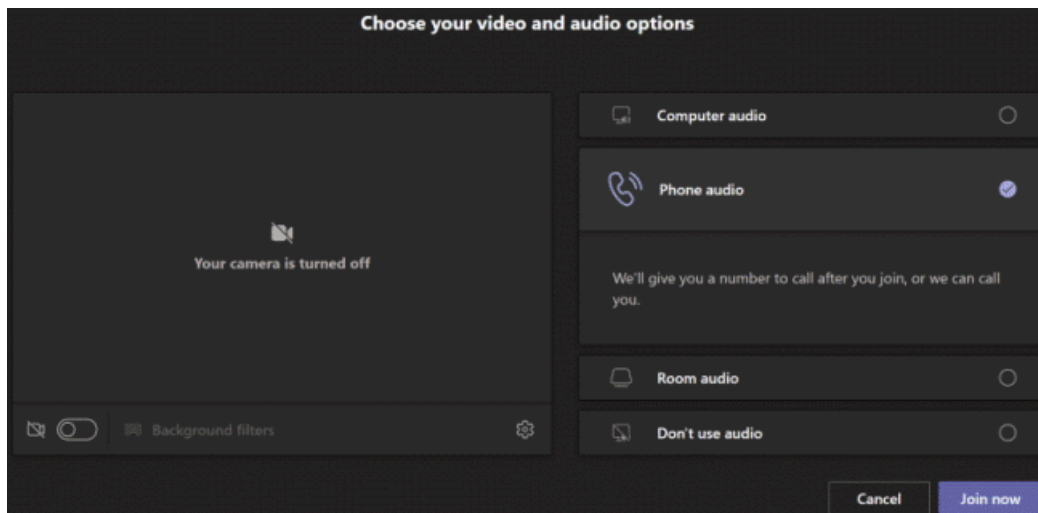 Choose your video and audio options
Your camera is turned off
Background filters
Computer audio
Phone audio
We'll give you a number to call after you join, or we can call
you.
Room audio
Don't use audio
Cancel
Join now